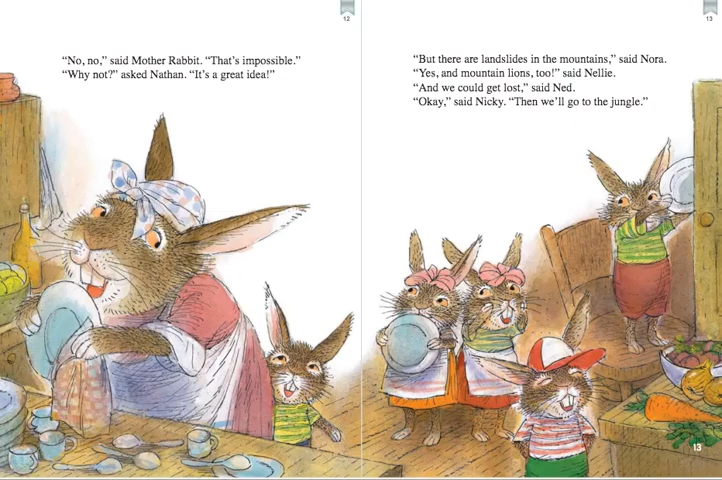 12
“No, no,” said Mother Rabbit. “That’s impossible.”
“Why not?” asked Nathan. “It’s a great idea!”
13
“But there are landslides in the mountains,” said Nora.
“Yes, and mountain lions, too!” said Nellie.
“And we could get lost,” said Ned.
“Okay,” said Nicky. “Then we’ll go to the jungle.”
13